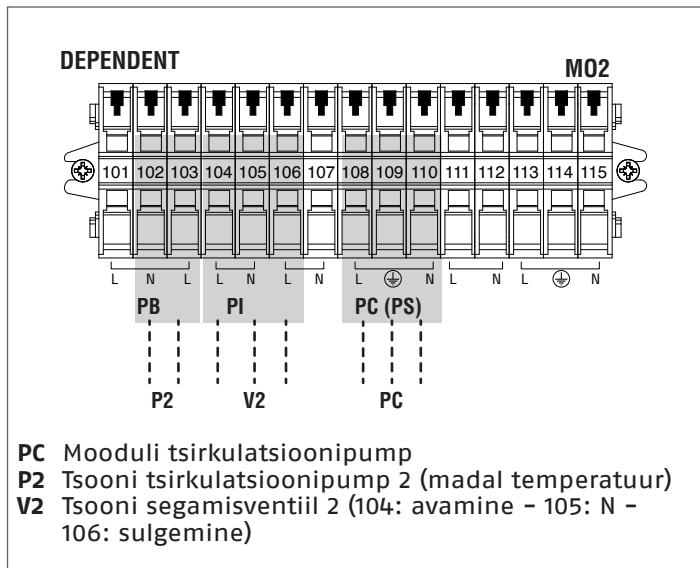 DEPENDENT MO2
101 102 103 104 105 106 107 108 109 110 111 112 113 114 115
L N L L N L N L N L N L N
PB PI PC (PS)
P2 V2 PC
PC Mooduli tsirkulatsioonipump
P2 Tsooni tsirkulatsioonipump 2 (madal temperatuur)
V2 Tsooni segamisventiil 2 (104: avamine – 105: N –
106: sulgemine)